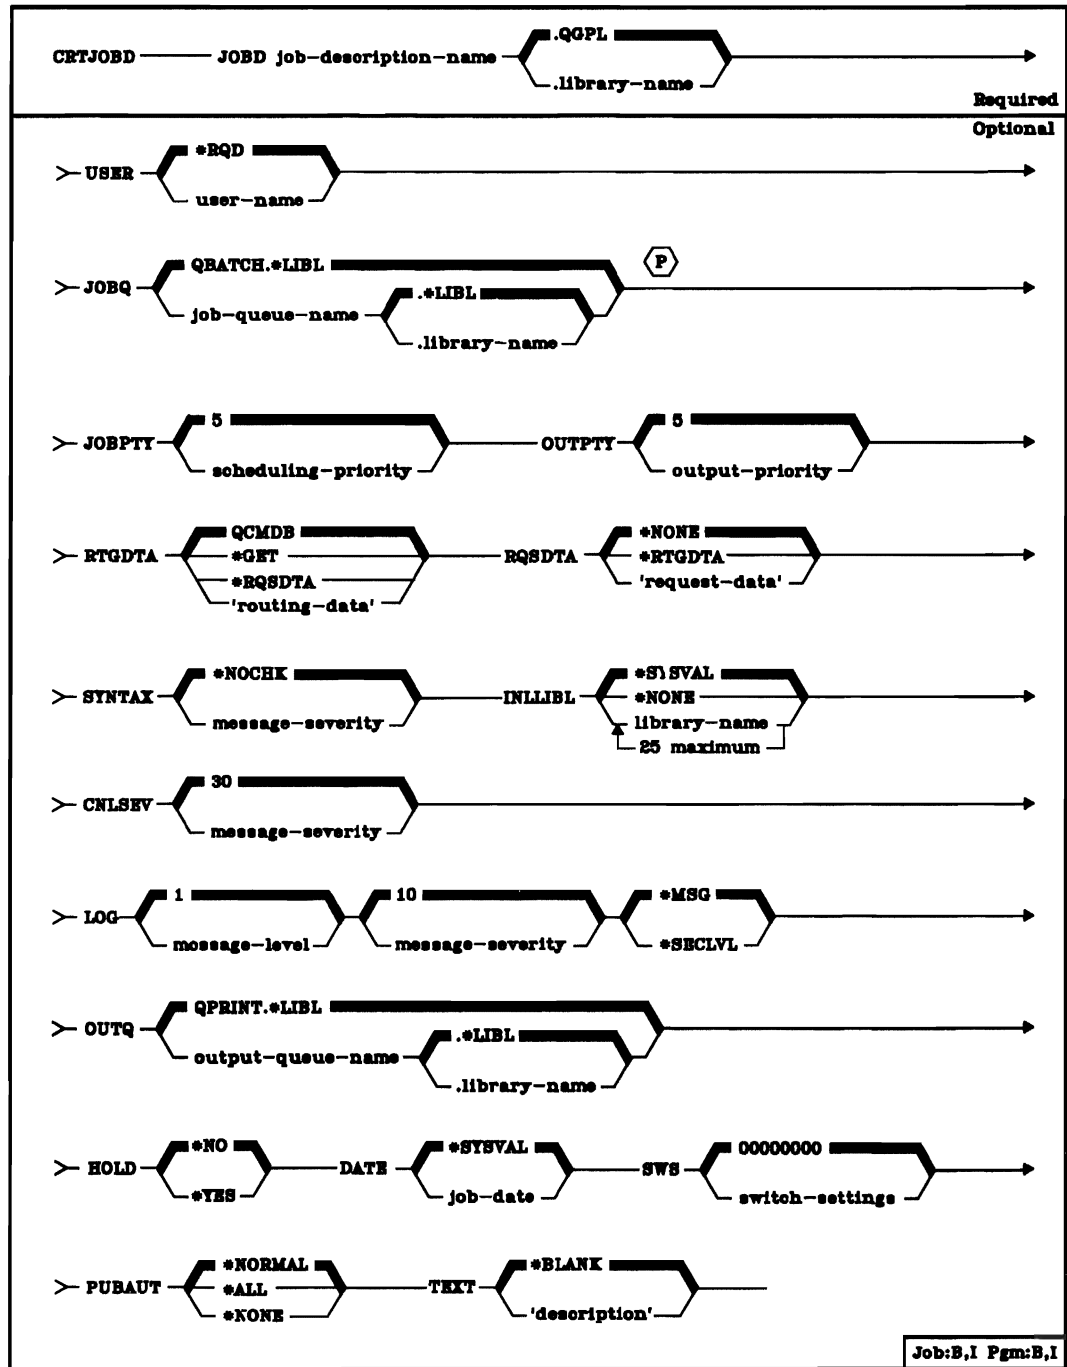 .QGPL
CRTJOBD JOBD job-description-name
.library-name
Required
Optional
*RQD
USER
user-name
QBATCH.*LIBL
P
JOBQ
.*LIBL
job-queue-name
.library-name
5 5
JOBPTY OUTPTY
scheduling-priority output-priority
QCMDB *NONE
RTGDTA *GET RQSDTA *RTGDTA
*RQSDTA 'request-data'
'routing-data'
*NOCHK *SYSVAL
SYNTAX INLLIBL *NONE
message-severity library-name
25 maximum
30
CNLSEV
message-severity
1 10 *MSG
LOG
message-level message-severity *SECLVL
QPRINT.*LIBL
OUTQ
.*LIBL
output-queue-name
.library-name
*NO *SYSVAL 00000000
HOLD DATE SWS
*YES job-date switch-settings
*NORMAL *BLANK
PUBAUT *ALL TEXT
*NONE 'description'
Job:B,I Pgm:B,I